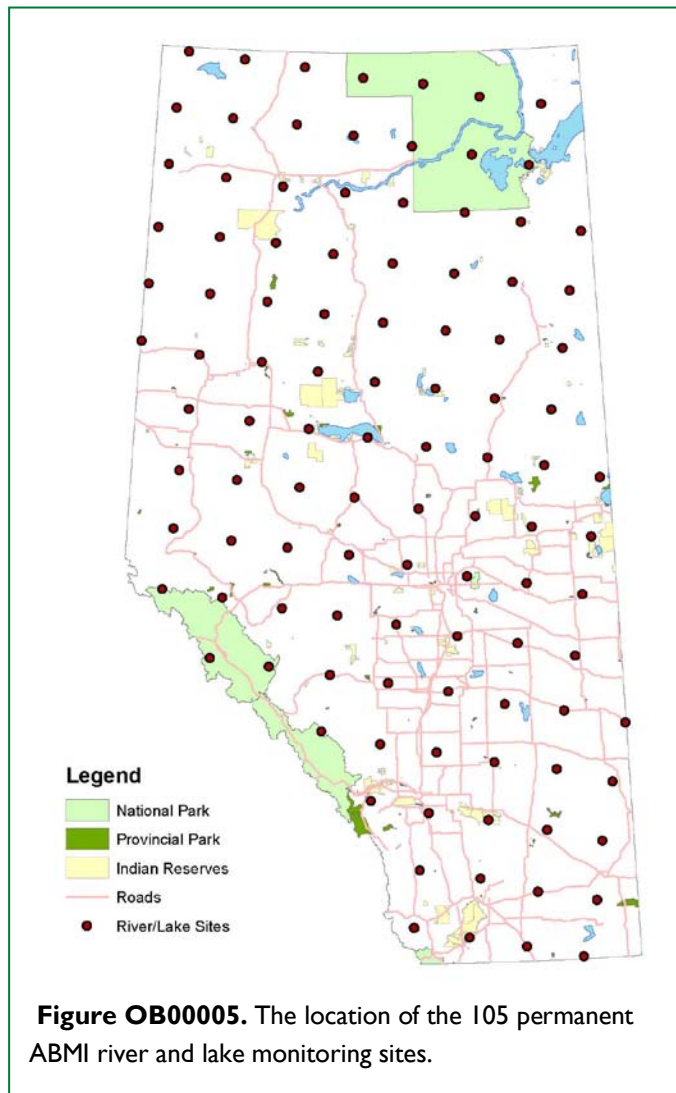 Legend
National Park
Provincial Park
Indian Reserves
Roads
River/Lake Sites
Figure OB00005. The location of the 105 permanent
ABMI river and lake monitoring sites.